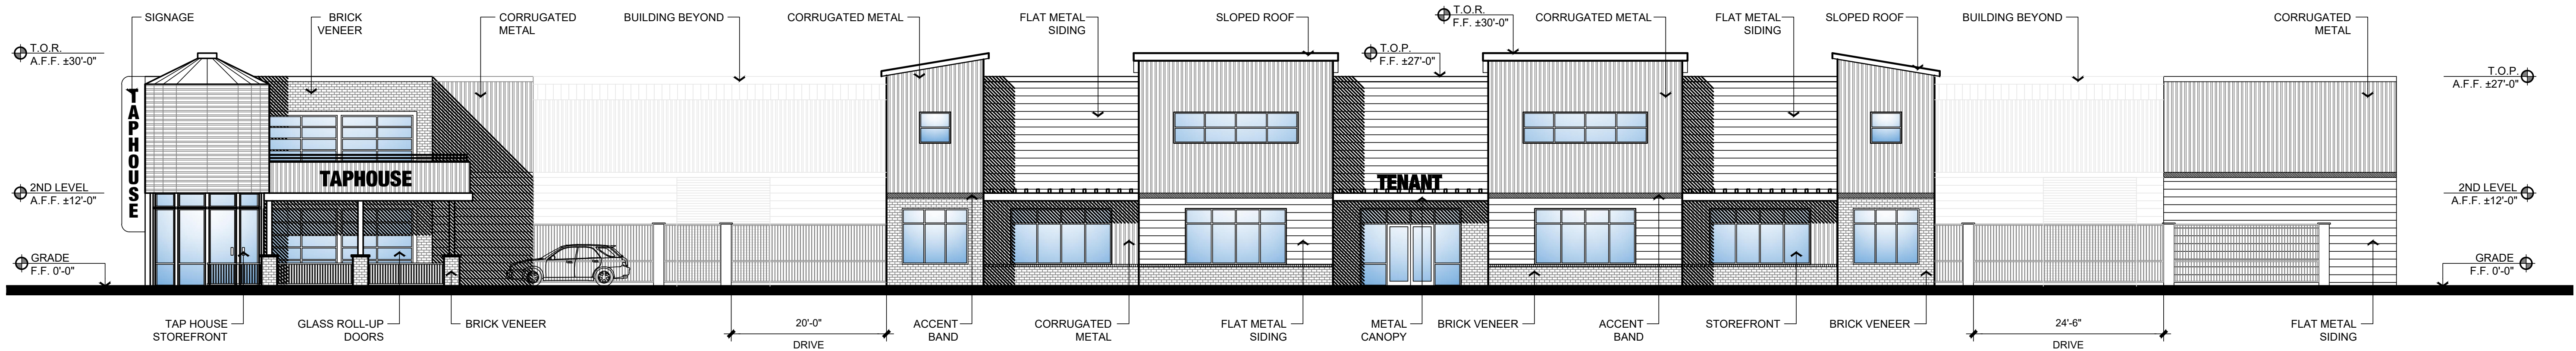 SIGNAGE
BRICK
VENEER
CORRUGATED
METAL
BUILDING BEYOND
CORRUGATED METAL
FLAT METAL
SIDING
SLOPED ROOF
T.O.R.
F.F. ±30'-0"
CORRUGATED METAL
FLAT METAL
SIDING
SLOPED ROOF
BUILDING BEYOND
CORRUGATED
METAL
T.O.R.
A.F.F. ±30'-0"
T.O.P.
F.F. ±27'-0"
T.O.P.
A.F.F. ±27'-0"
TAPHOUSE
TAPHOUSE
TENANT
2ND LEVEL
A.F.F. ±12'-0"
2ND LEVEL
A.F.F. ±12'-0"
GRADE
F.F. 0'-0"
GRADE
F.F. 0'-0"
TAP HOUSE
STOREFRONT
GLASS ROLL-UP
DOORS
BRICK VENEER
20'-0"
DRIVE
ACCENT
BAND
CORRUGATED
METAL
FLAT METAL
SIDING
METAL
CANOPY
BRICK VENEER
ACCENT
BAND
STOREFRONT
BRICK VENEER
24'-6"
DRIVE
FLAT METAL
SIDING